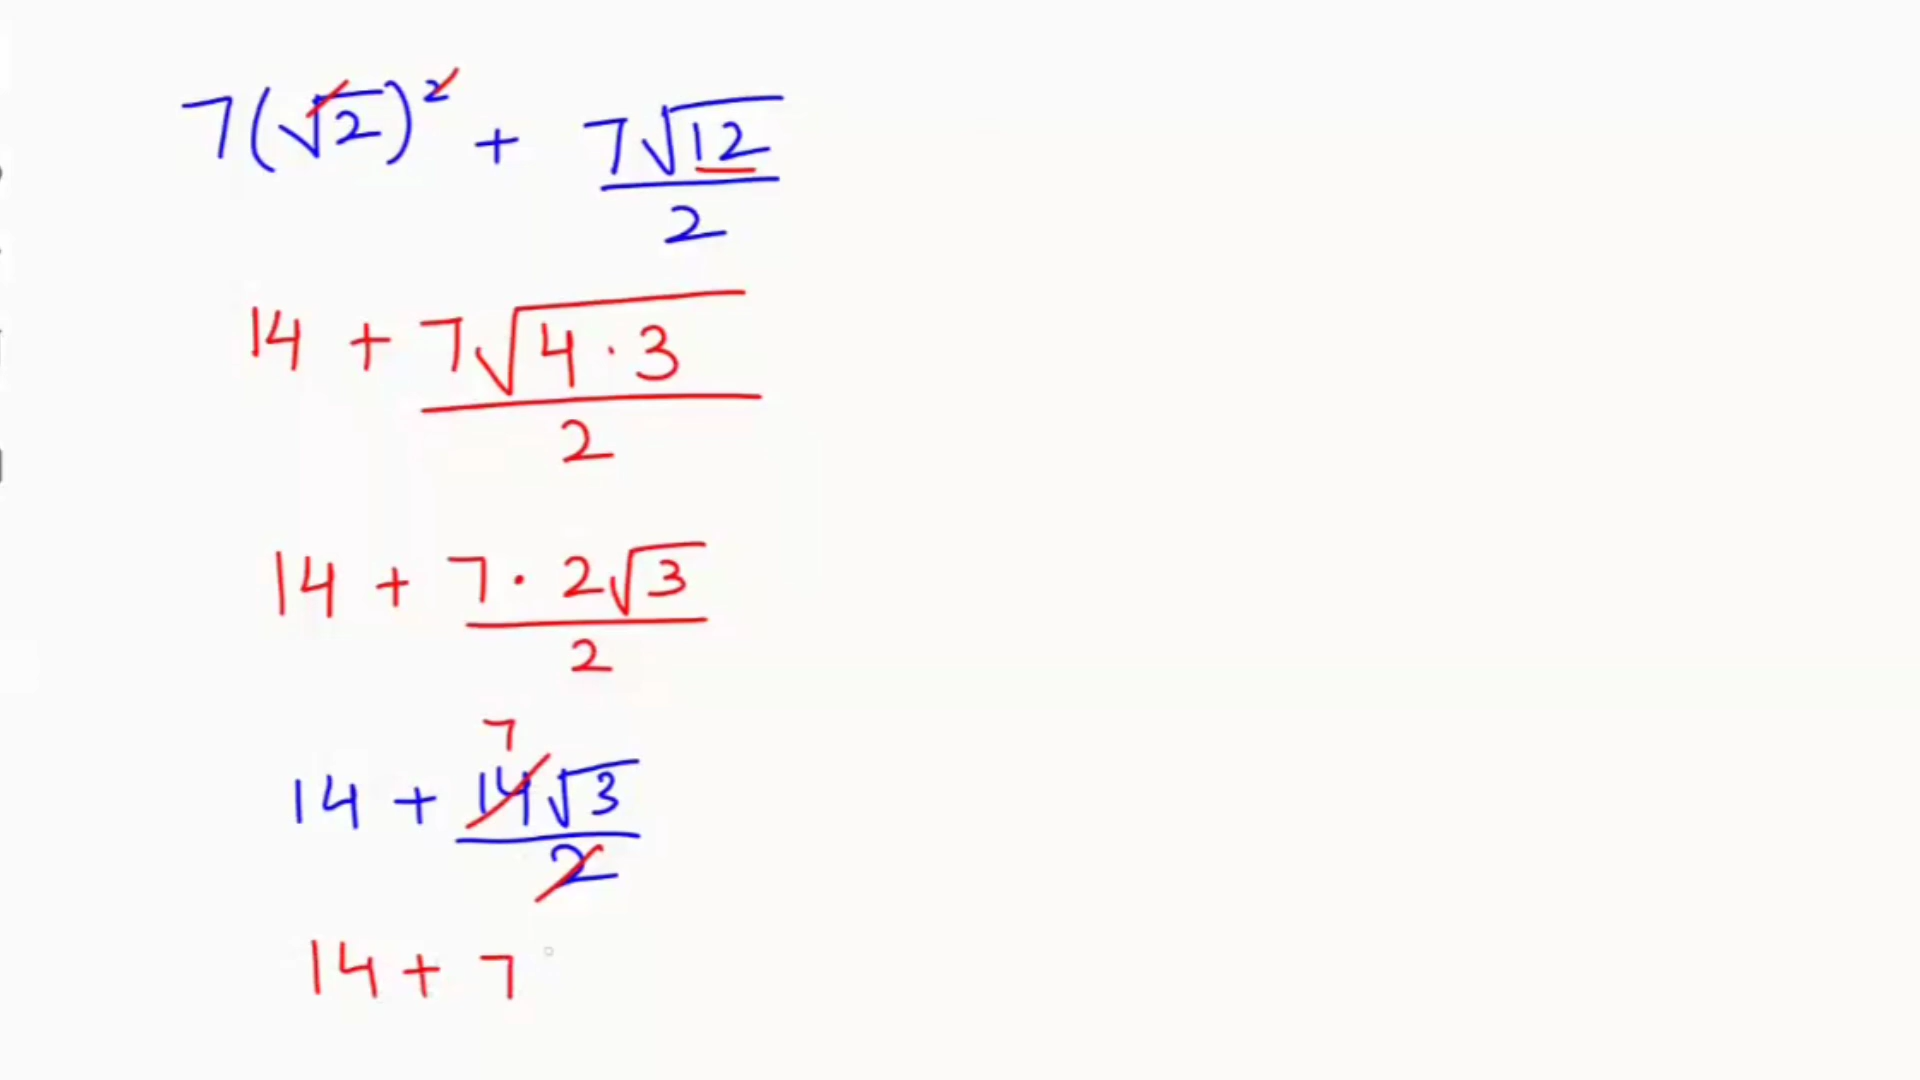 7(√2)² + 7√12 / 2
14 + 7√4·3 / 2
14 + 7· 2√3 / 2
7
14 + 14√3 / 2
14 + 7